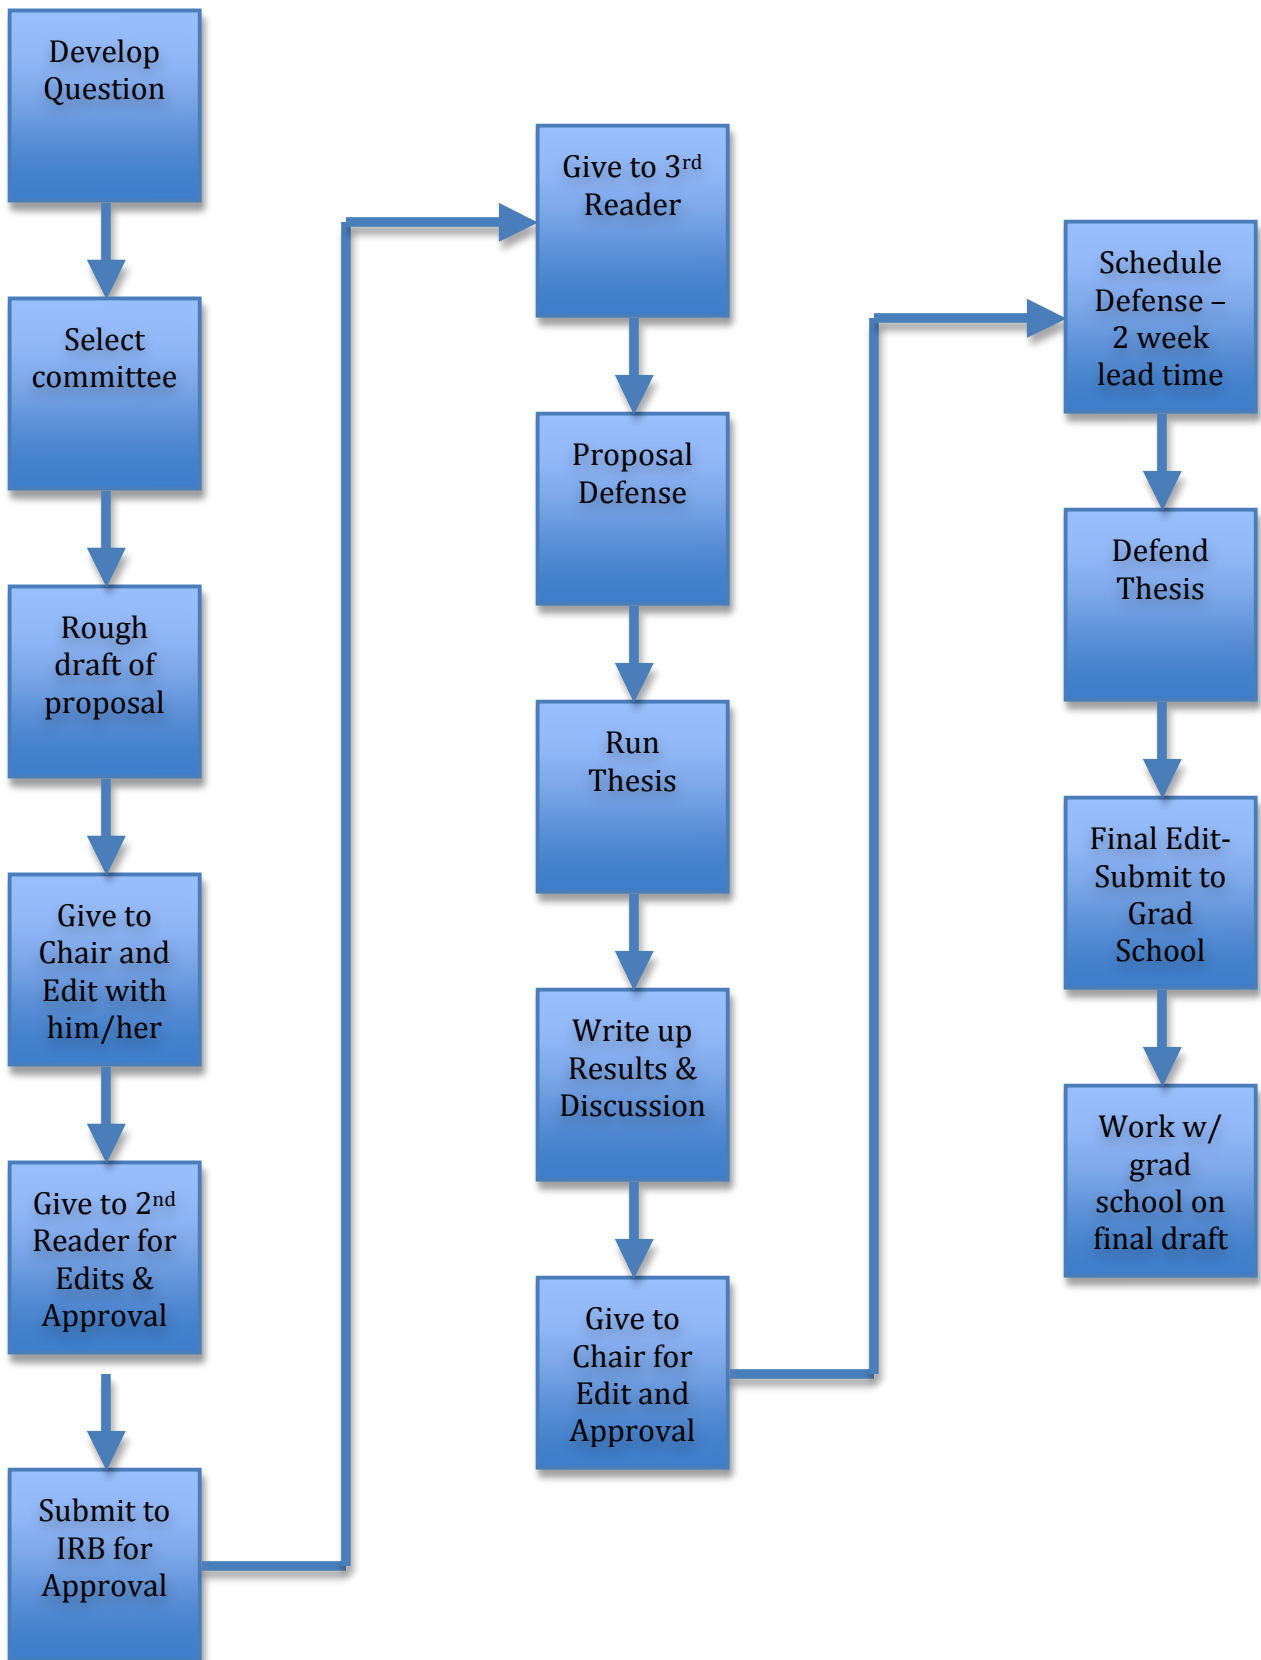 Develop
Question
Select
committee
Rough
draft of
proposal
Give to
Chair and
Edit with
him/her
Give to 2nd
Reader for
Edits &
Approval
Submit to
IRB for
Approval
Give to 3rd
Reader
Proposal
Defense
Run
Thesis
Write up
Results &
Discussion
Give to
Chair for
Edit and
Approval
Schedule
Defense –
2 week
lead time
Defend
Thesis
Final Edit-
Submit to
Grad
School
Work w/
grad
school on
final draft